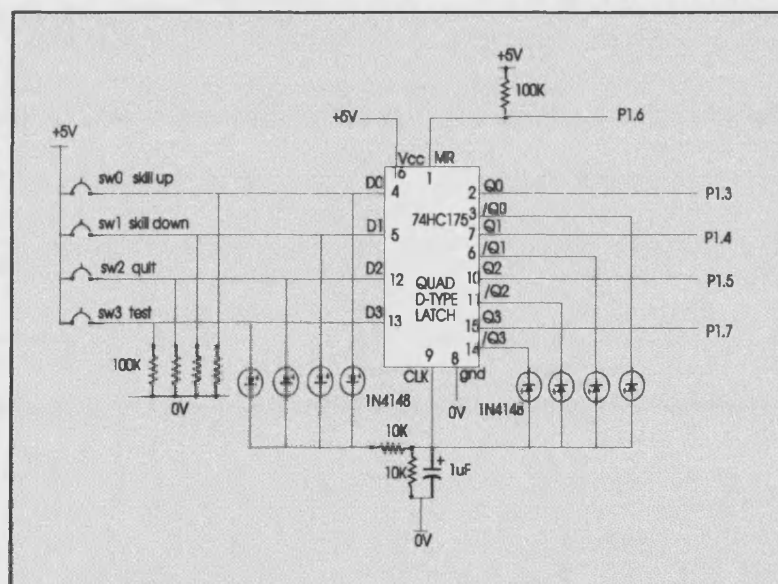 +5V
100K
+5V
P1.6
+5V
Vcc MR
16 1
sw0 skill up
D0
4
2
Q0
P1.3
74HC175
3
/Q0
sw1 skill down
D1
5
7
Q1
P1.4
6
/Q1
sw2 quit
D2
12
QUAD
10
Q2
P1.5
D-TYPE
11
/Q2
sw3 test
D3
13
LATCH
15
Q3
P1.7
14
/Q3
9 8
100K
CLK
gnd
1N4148
0V
1N4148
0V
10K
10K
+
1uF
0V